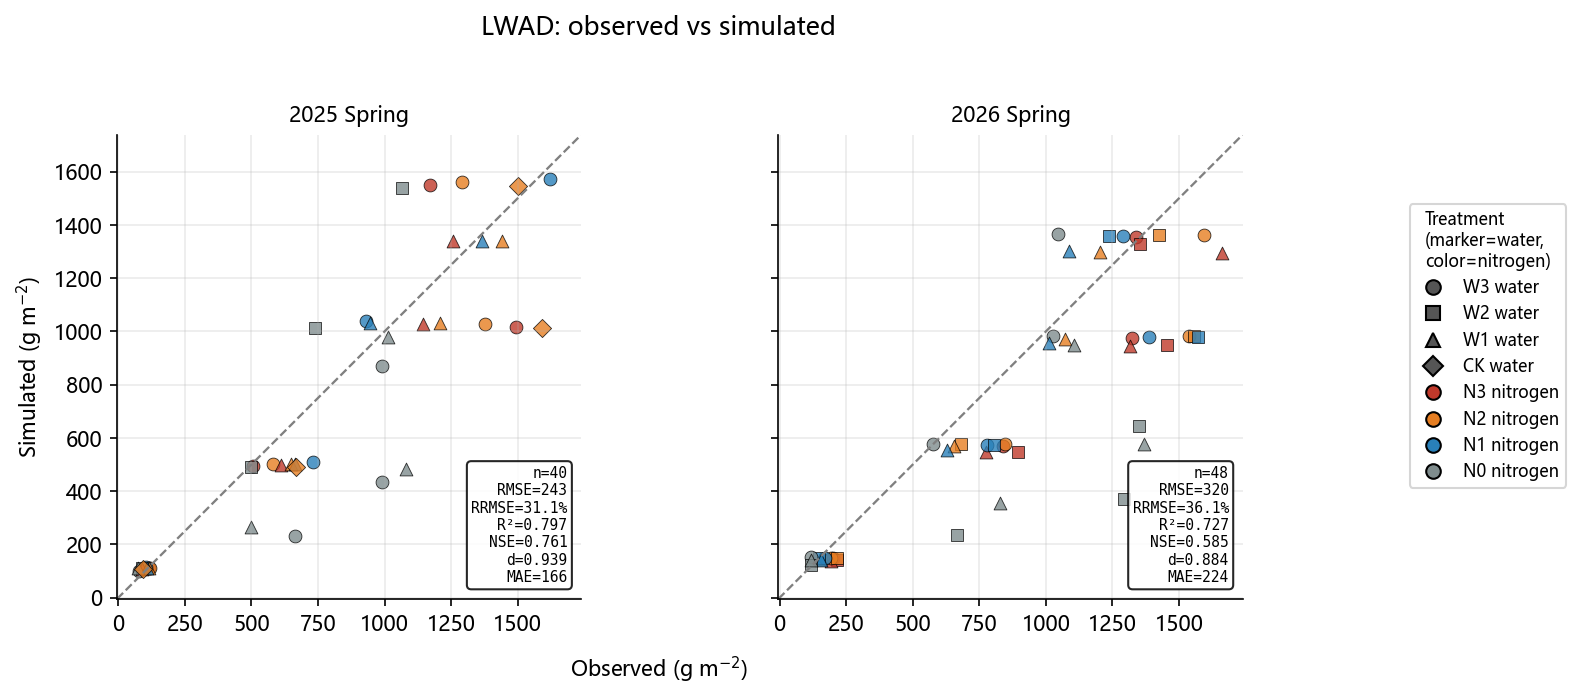 LWAD: observed vs simulated
2025 Spring
2026 Spring
Simulated (g m⁻²)
1600
1400
1200
1000
800
600
400
200
0
n=40
RMSE=243
RRMSE=31.1%
R²=0.797
NSE=0.761
d=0.939
MAE=166
n=48
RMSE=320
RRMSE=36.1%
R²=0.727
NSE=0.585
d=0.884
MAE=224
0 250 500 750 1000 1250 1500
0 250 500 750 1000 1250 1500
Observed (g m⁻²)
Treatment
(marker=water,
color=nitrogen)
W3 water
W2 water
W1 water
CK water
N3 nitrogen
N2 nitrogen
N1 nitrogen
N0 nitrogen